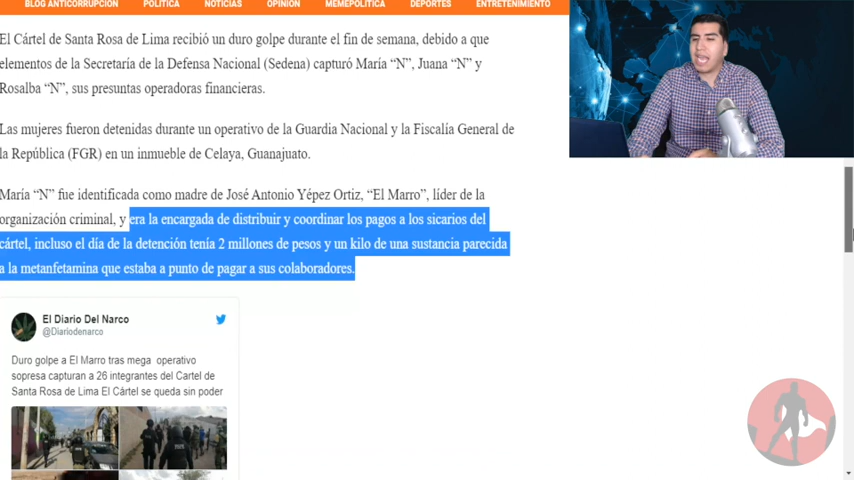 BLOG ANTICORRUPCIÓN POLÍTICA NOTICIAS OPINIÓN MEMEPOLÍTICA DEPORTES ENTRETENIMIENTO
El Cártel de Santa Rosa de Lima recibió un duro golpe durante el fin de semana, debido a que
elementos de la Secretaría de la Defensa Nacional (Sedena) capturó María “N”, Juana “N” y
Rosalba “N”, sus presuntas operadoras financieras.
Las mujeres fueron detenidas durante un operativo de la Guardia Nacional y la Fiscalía General de
la República (FGR) en un inmueble de Celaya, Guanajuato.
María “N” fue identificada como madre de José Antonio Yépez Ortiz, “El Marro”, líder de la
organización criminal, y era la encargada de distribuir y coordinar los pagos a los sicarios del
cártel, incluso el día de la detención tenía 2 millones de pesos y un kilo de una sustancia parecida
a la metanfetamina que estaba a punto de pagar a sus colaboradores.
El Diario Del Narco
@Diariodenarco
Duro golpe a El Marro tras mega operativo
sopresa capturan a 26 integrantes del Cartel de
Santa Rosa de Lima El Cártel se queda sin poder